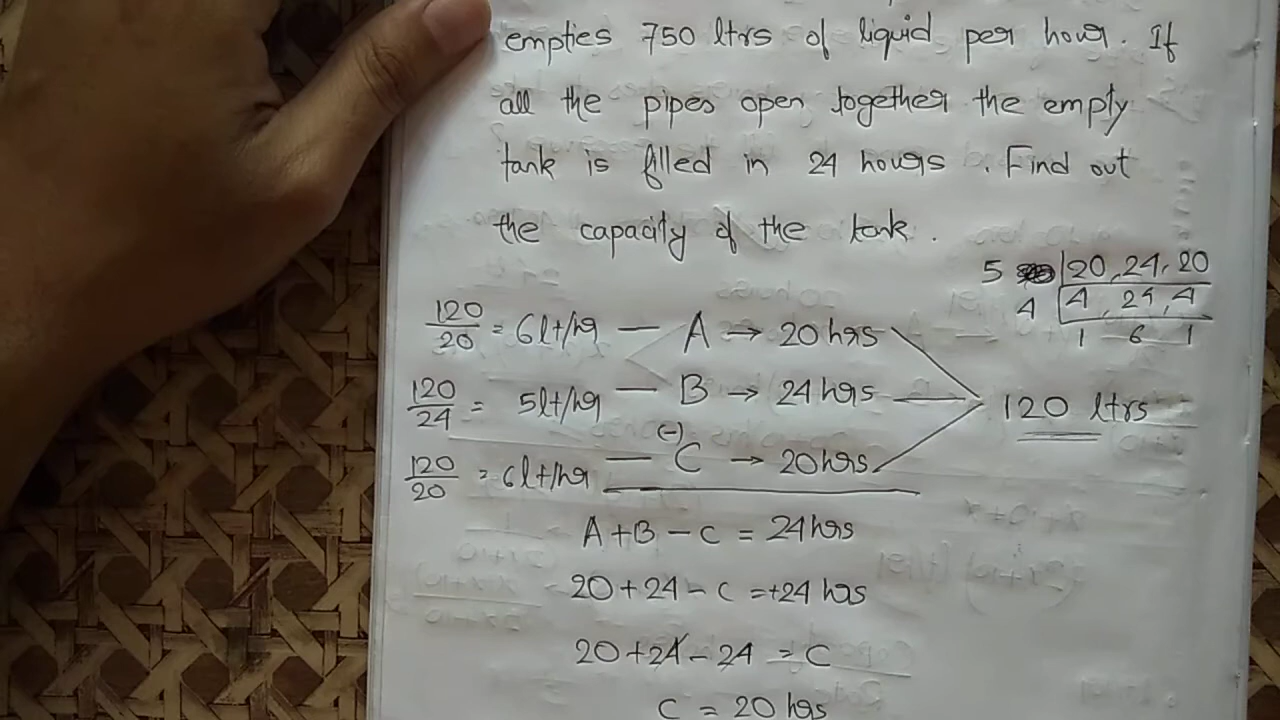 empties 750 ltrs of liquid per hour. If
all the pipes open together the empty
tank is filled in 24 hours. Find out
the capacity of the tank.
5 | 20, 24, 20
4 | 4, 24, 4
1 6 1
120/20 = 6lt/hr — A → 20 hrs
120/24 = 5lt/hr — B → 24 hrs
120 ltrs
(-)
120/20 = 6lt/hr — C → 20 hrs
A+B-C = 24 hrs
20+24-C = +24 hrs
20+24-24 = C
C = 20 hrs